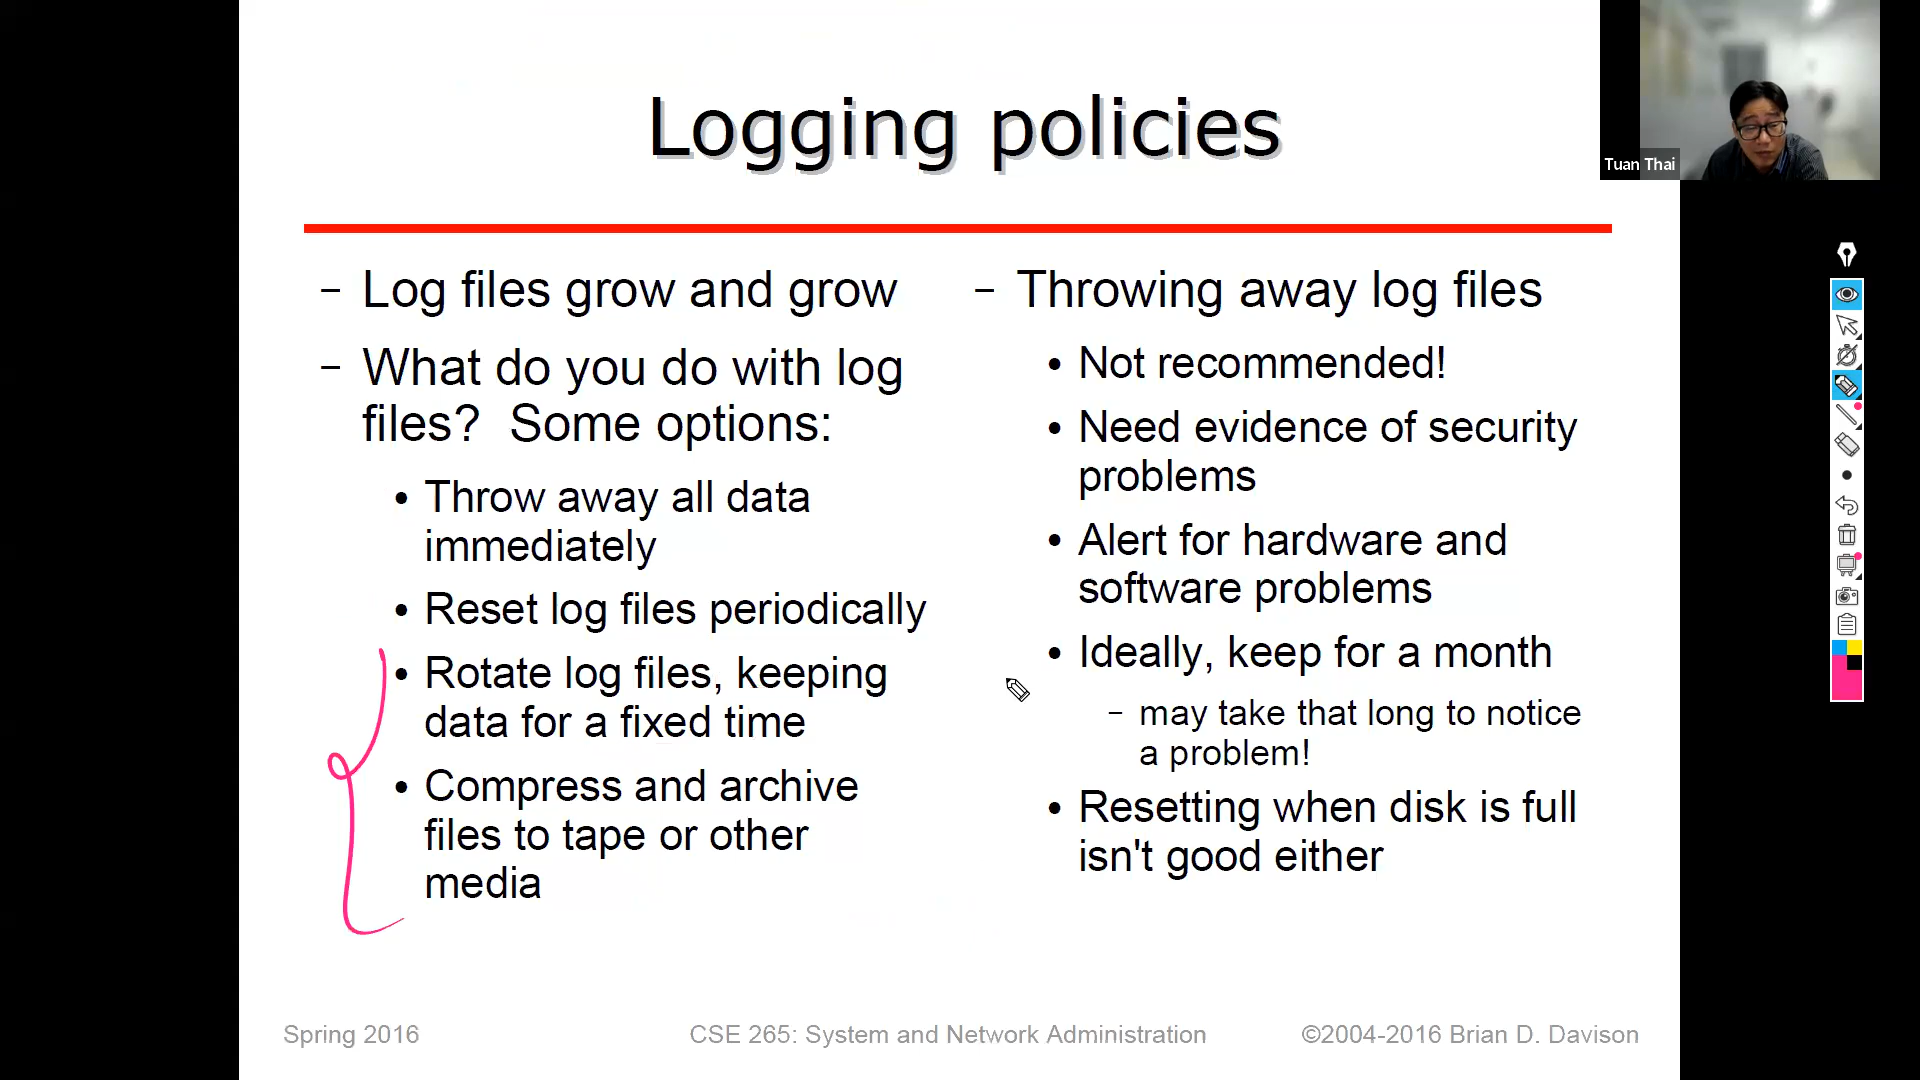 Logging policies
Tuan Thai
– Log files grow and grow
– What do you do with log
files? Some options:
• Throw away all data
immediately
• Reset log files periodically
• Rotate log files, keeping
data for a fixed time
• Compress and archive
files to tape or other
media
– Throwing away log files
• Not recommended!
• Need evidence of security
problems
• Alert for hardware and
software problems
• Ideally, keep for a month
– may take that long to notice
a problem!
• Resetting when disk is full
isn't good either
Spring 2016
CSE 265: System and Network Administration
©2004-2016 Brian D. Davison